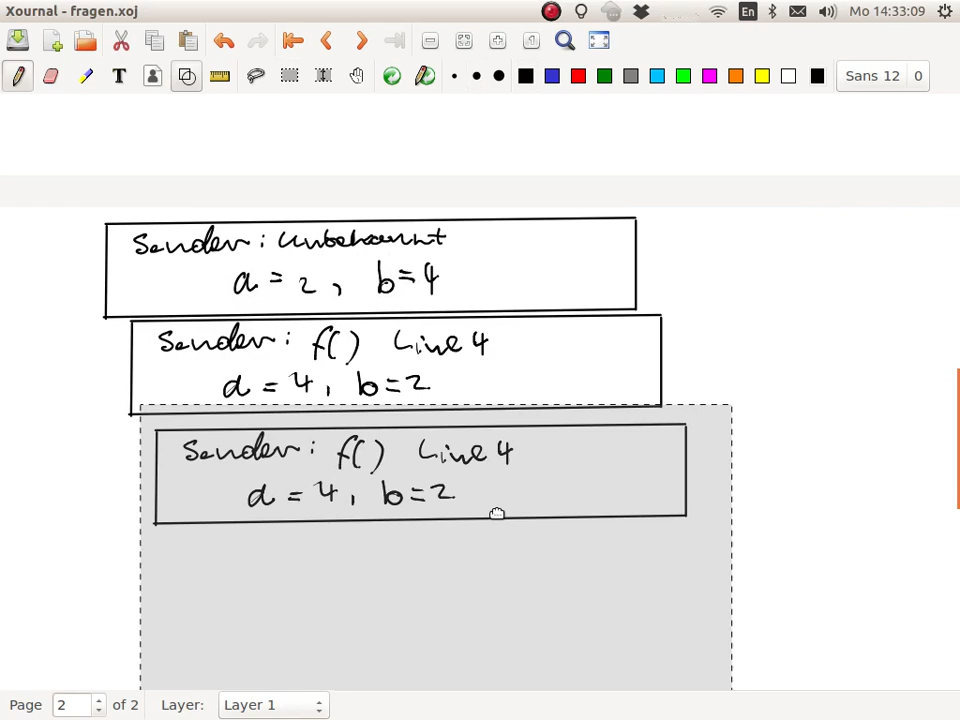 Xournal - fragen.xoj
En
Mo 14:33:09
Sans 12 0
Sender: unbekannt
a = 2, b = 4
Sender: f() Line 4
a = 4, b = 2
Sender: f() Line 4
a = 4, b = 2
Page 2 of 2 Layer: Layer 1